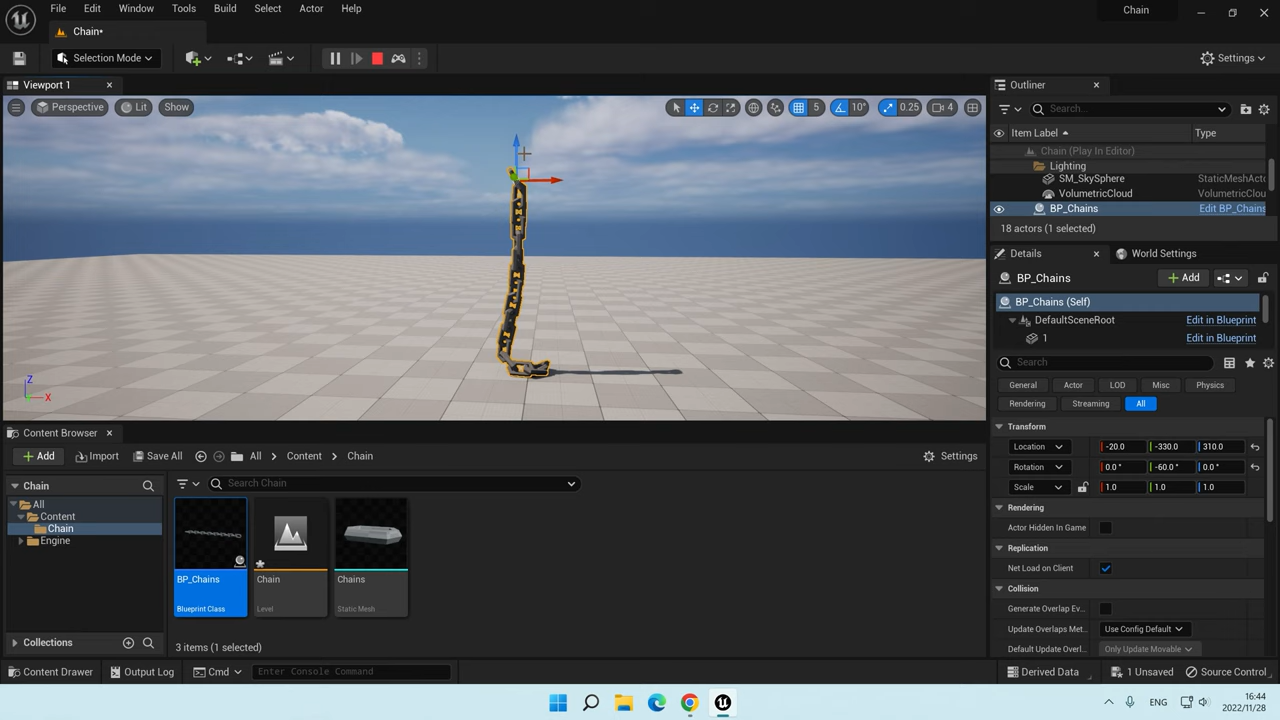 File Edit Window Tools Build Select Actor Help
Chain
Chain•
Selection Mode
Settings
Viewport 1
Outliner
Perspective Lit Show
5 10° 0.25 4
Search...
Item Label Type
Chain (Play In Editor)
Lighting
SM_SkySphere StaticMeshActo
VolumetricCloud VolumetricClou
BP_Chains Edit BP_Chains
18 actors (1 selected)
Details World Settings
BP_Chains
Add
BP_Chains (Self)
DefaultSceneRoot Edit in Blueprint
1 Edit in Blueprint
Search
General Actor LOD Misc Physics
Rendering Streaming All
Transform
Location -20.0 -330.0 310.0
Rotation 0.0 ° -60.0 ° 0.0 °
Scale 1.0 1.0 1.0
Rendering
Actor Hidden In Game
Replication
Net Load on Client
Collision
Generate Overlap Ev...
Update Overlaps Met... Use Config Default
Default Update Overl... Only Update Movable
Z
X
Content Browser
Add Import Save All All Content Chain Settings
Chain
Search Chain
All
Content
Chain
Engine
BP_Chains Chain Chains
Blueprint Class Level Static Mesh
Collections
3 items (1 selected)
Content Drawer Output Log Cmd Enter Console Command Derived Data 1 Unsaved Source Control
ENG
16:44
2022/11/28